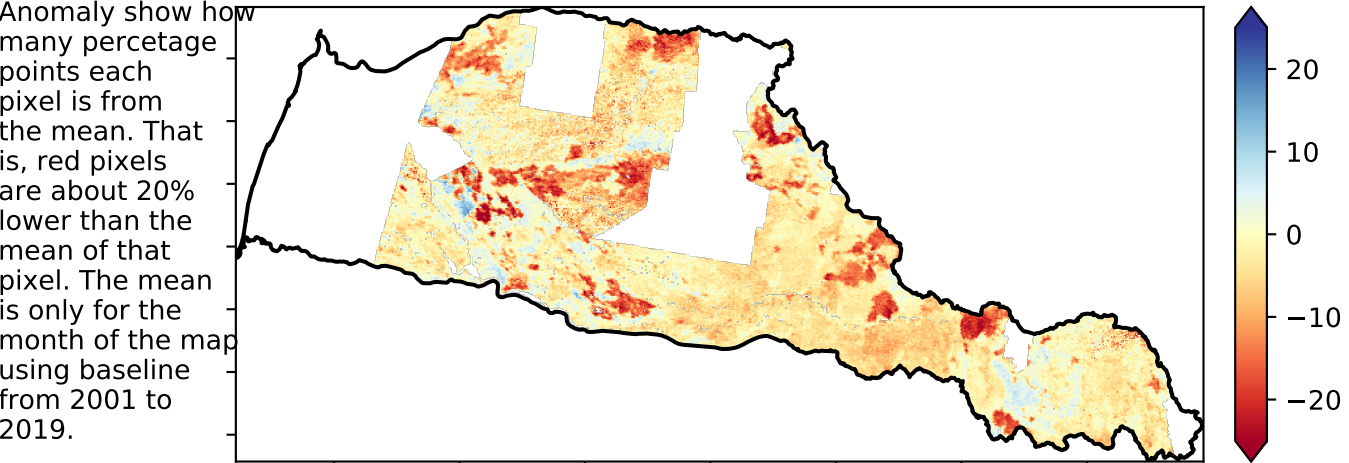 Anomaly show how
many percetage
points each
pixel is from
the mean. That
is, red pixels
are about 20%
lower than the
mean of that
pixel. The mean
is only for the
month of the map
using baseline
from 2001 to
2019.
20
10
0
−10
−20